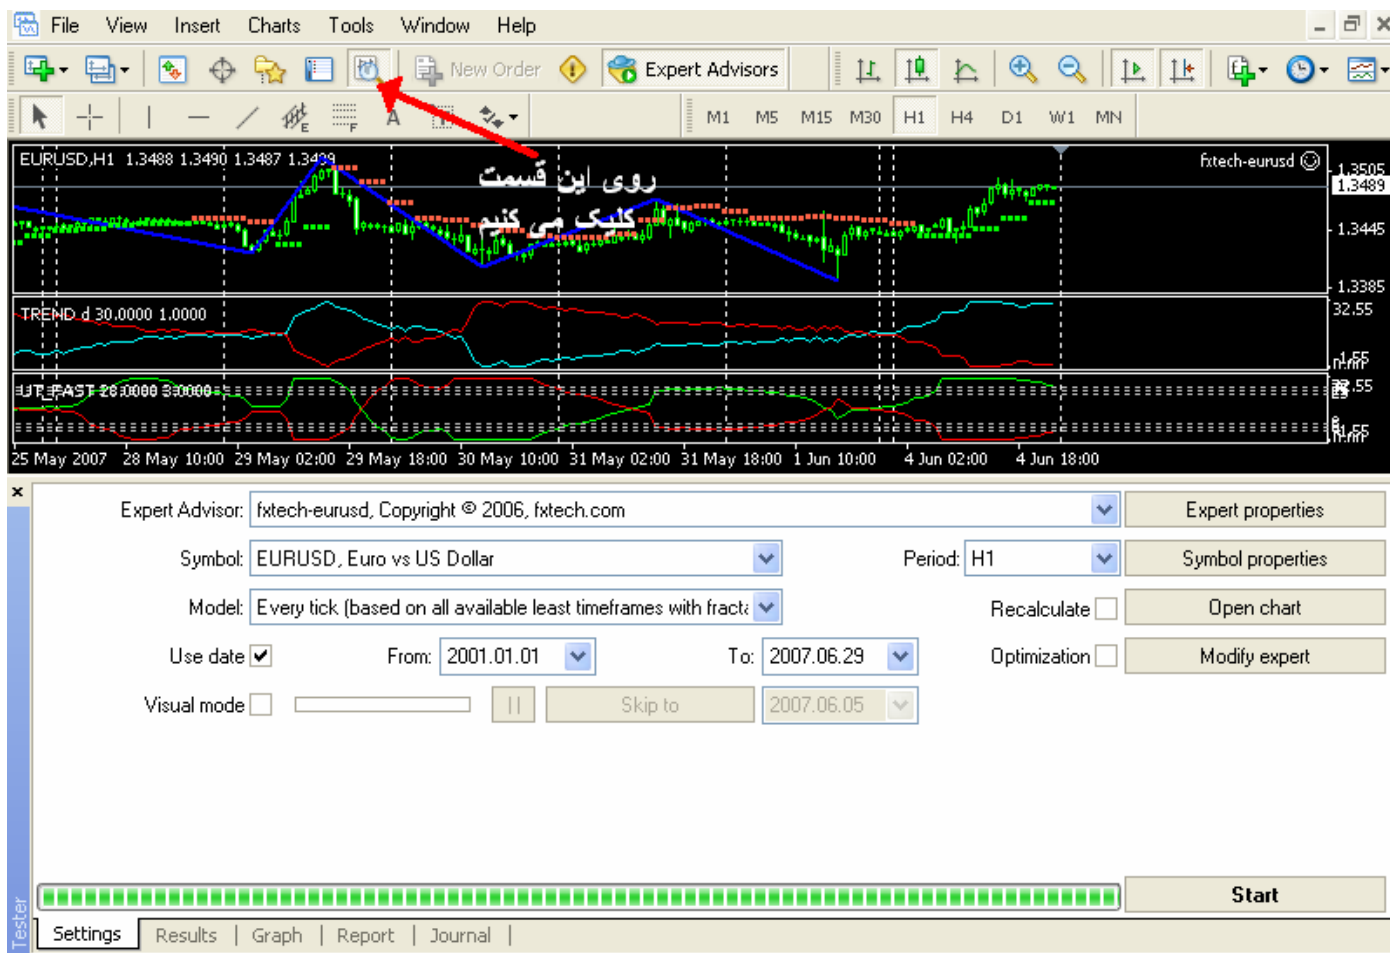 File View Insert Charts Tools Window Help
New Order Expert Advisors
A M1 M5 M15 M30 H1 H4 D1 W1 MN
EURUSD,H1 1.3488 1.3490 1.3487 1.3489
fxtech-eurusd
روی این قسمت
کلیک می کنیم
1.3505
1.3489
1.3445
1.3385
TREND d 30.0000 1.0000
32.55
UT_FAST 28.0000 3.0000
25 May 2007 28 May 10:00 29 May 02:00 29 May 18:00 30 May 10:00 31 May 02:00 31 May 18:00 1 Jun 10:00 4 Jun 02:00 4 Jun 18:00
Expert Advisor: fxtech-eurusd, Copyright © 2006, fxtech.com Expert properties
Symbol: EURUSD, Euro vs US Dollar Period: H1 Symbol properties
Model: Every tick (based on all available least timeframes with fracta Recalculate Open chart
Use date From: 2001.01.01 To: 2007.06.29 Optimization Modify expert
Visual mode Skip to 2007.06.05
Start
Tester
Settings Results Graph Report Journal